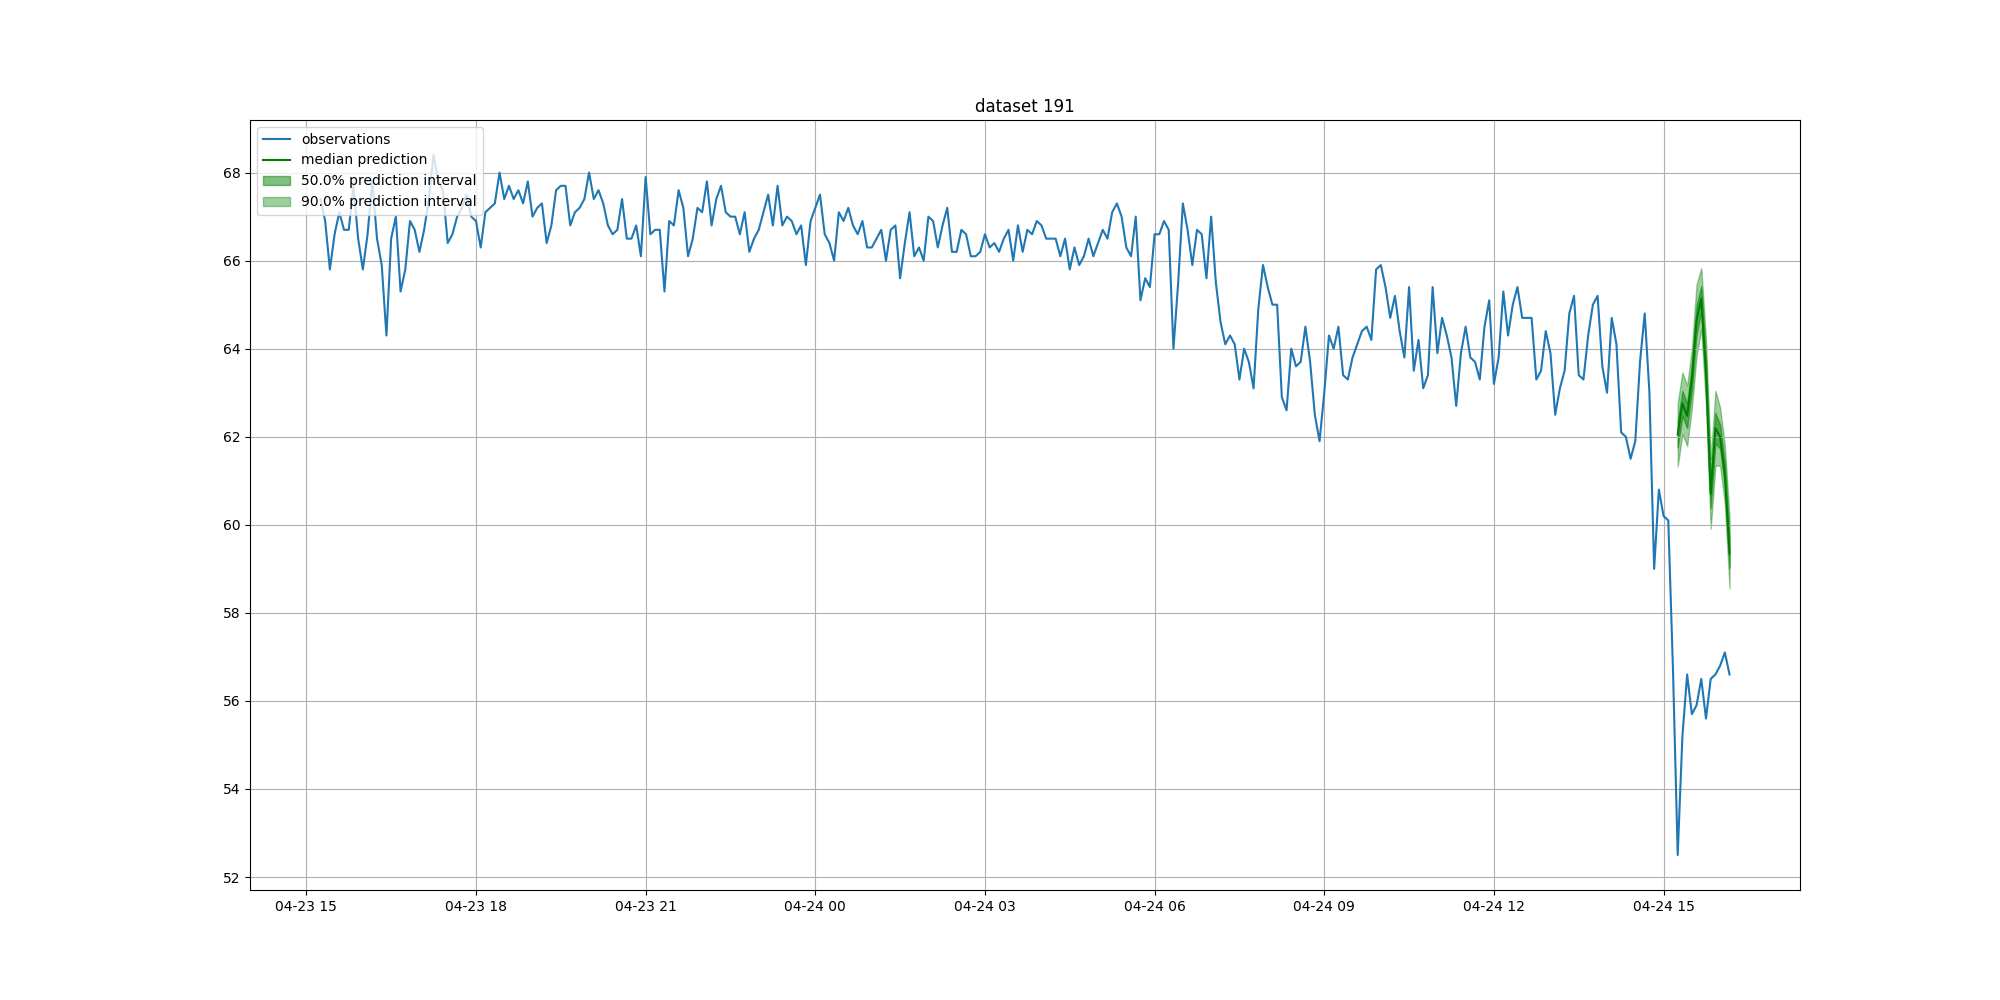 dataset 191
observations
median prediction
50.0% prediction interval
90.0% prediction interval
68
66
64
62
60
58
56
54
52
04-23 15 04-23 18 04-23 21 04-24 00 04-24 03 04-24 06 04-24 09 04-24 12 04-24 15